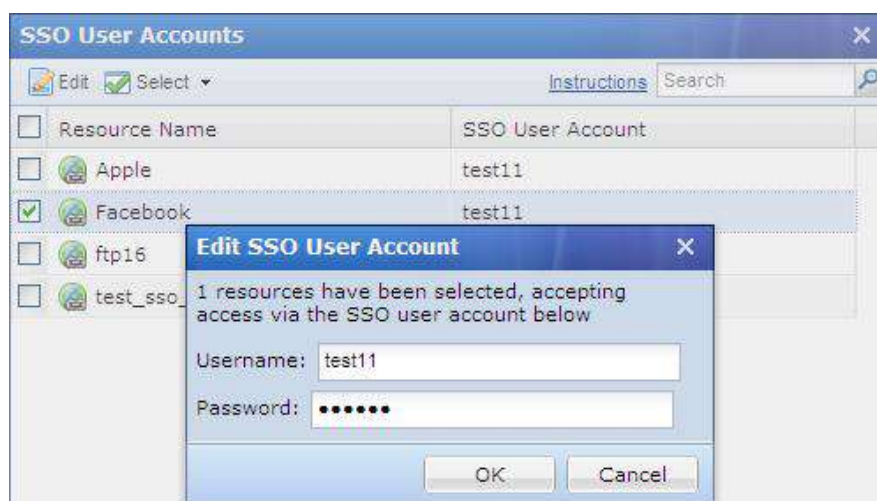 SSO User Accounts
Edit Select Instructions Search
Resource Name SSO User Account
Apple test11
Facebook test11
ftp16
test_sso_
Edit SSO User Account
1 resources have been selected, accepting
access via the SSO user account below
Username: test11
Password: ••••••
OK Cancel